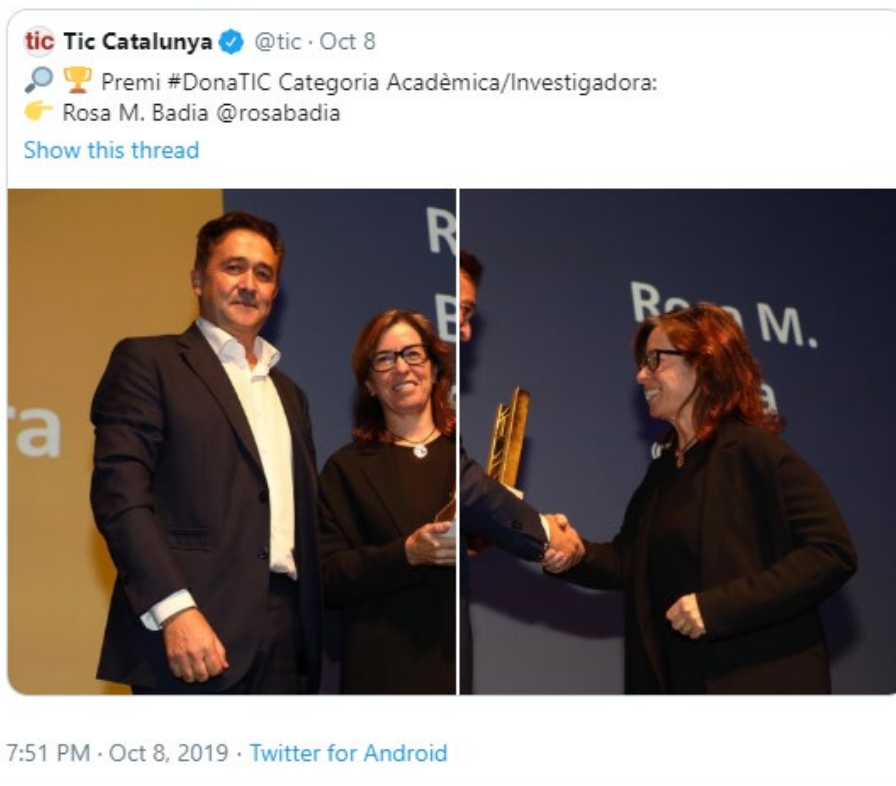 tic Tic Catalunya @tic · Oct 8
Premi #DonaTIC Categoria Acadèmica/Investigadora:
Rosa M. Badia @rosabadia
Show this thread
R
B
ra
Rosa M.
7:51 PM · Oct 8, 2019 · Twitter for Android